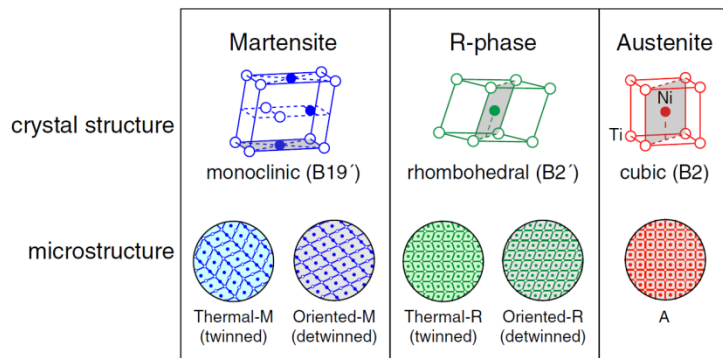 Martensite
R-phase
Austenite
crystal structure
Ni
Ti
monoclinic (B19´)
rhombohedral (B2´)
cubic (B2)
microstructure
Thermal-M
(twinned)
Oriented-M
(detwinned)
Thermal-R
(twinned)
Oriented-R
(detwinned)
A